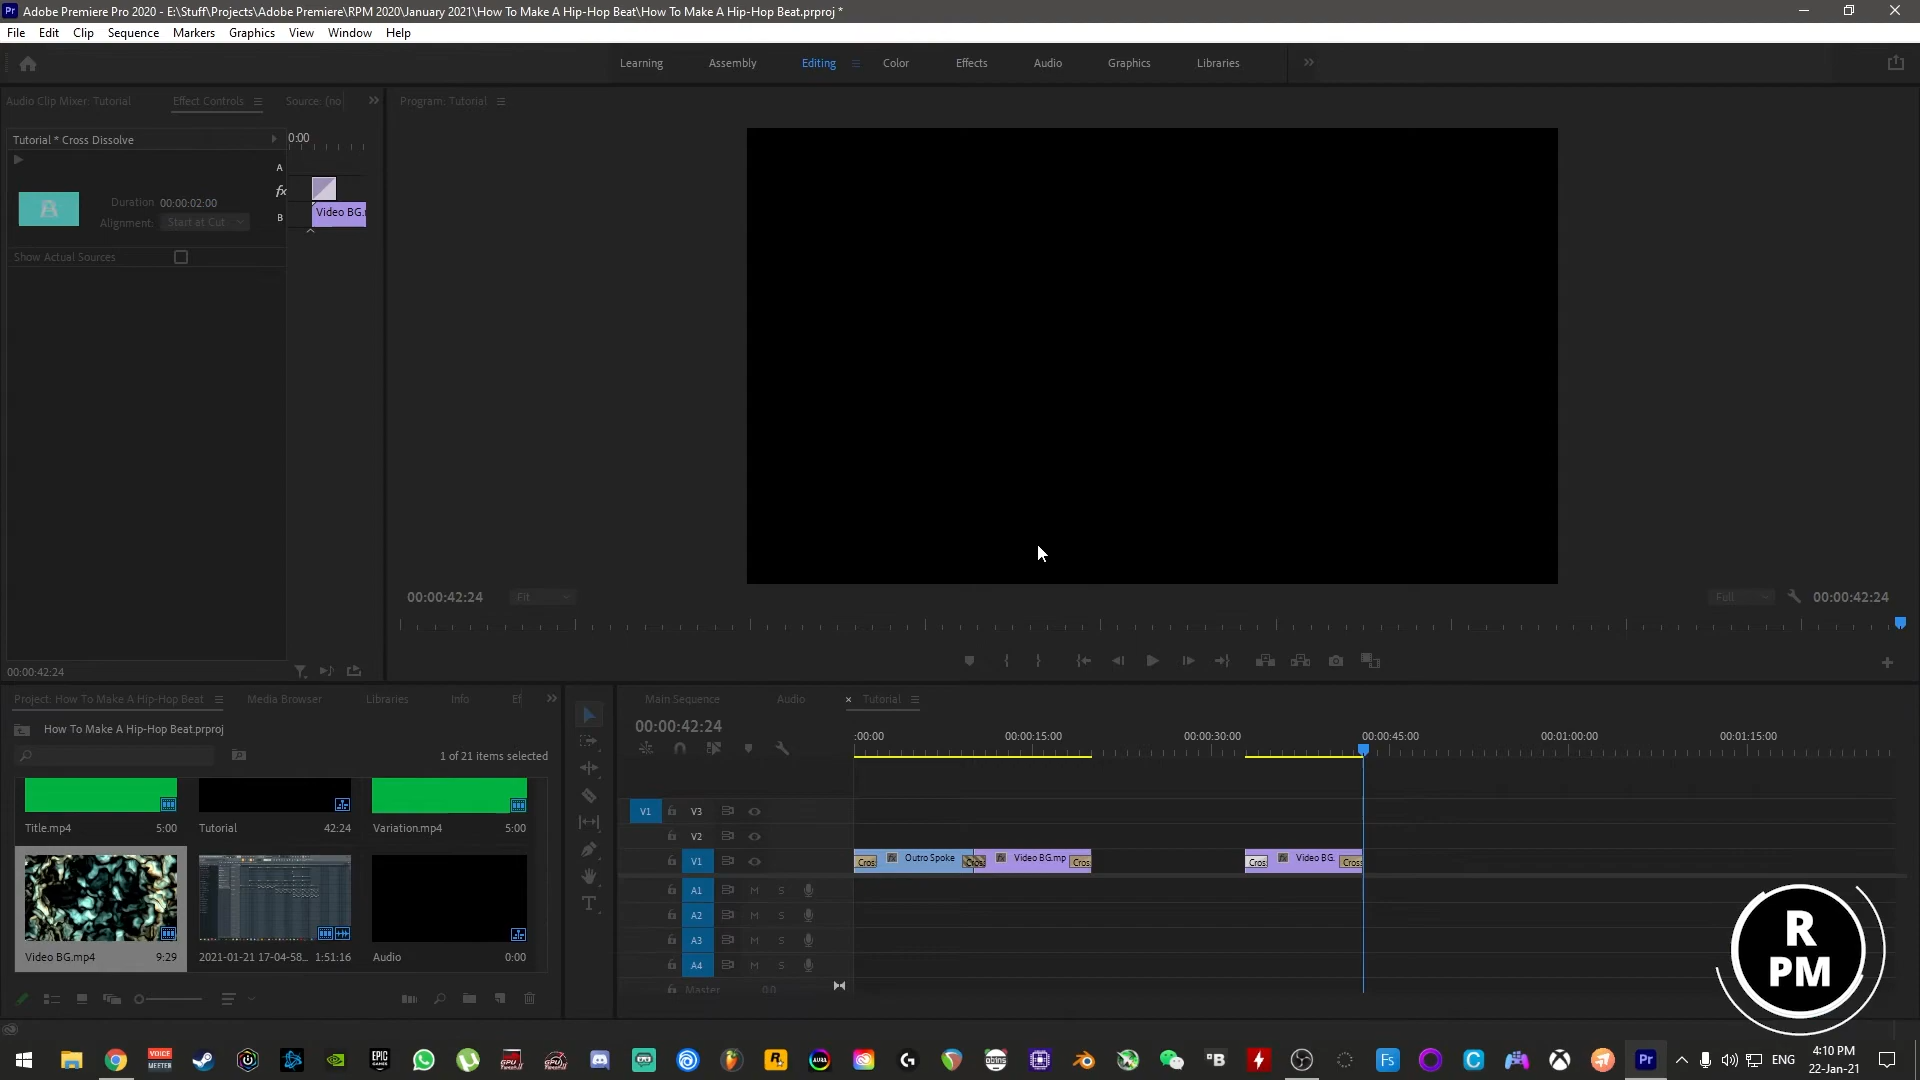 Adobe Premiere Pro 2020 - E:\Stuff\Projects\Adobe Premiere\RPM 2020\January 2021\How To Make A Hip-Hop Beat\How To Make A Hip-Hop Beat.prproj *
File Edit Clip Sequence Markers Graphics View Window Help
Learning Assembly Editing Color Effects Audio Graphics Libraries
Audio Clip Mixer: Tutorial Effect Controls Source: (no Program: Tutorial
Tutorial * Cross Dissolve 0:00
A
fx
Duration 00:00:02:00
Video BG.
B
Alignment: Start at Cut
Show Actual Sources
00:00:42:24 Fit Full 00:00:42:24
00:00:42:24
Project: How To Make A Hip-Hop Beat Media Browser Libraries Info Ef
Main Sequence Audio × Tutorial
How To Make A Hip-Hop Beat.prproj
00:00:42:24
1 of 21 items selected
:00:00 00:00:15:00 00:00:30:00 00:00:45:00 00:01:00:00 00:01:15:00
Title.mp4 5:00 Tutorial 42:24 Variation.mp4 5:00
V1 V3
V2
V1 Cros Outro Spoke Cros Video BG.mp Cros Cros Video BG. Cros
A1 M S
A2 M S
A3 M S
A4 M S
Master 0.0
Video BG.mp4 9:29 2021-01-21 17-04-58... 1:51:16 Audio 0:00
R
PM
VOICE
MEETER
EPIC
GAMES
Fs
Pr
ENG
4:10 PM
22-Jan-21